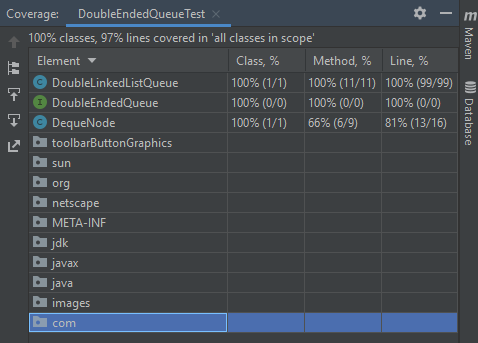 Coverage: DoubleEndedQueueTest
100% classes, 97% lines covered in 'all classes in scope'
Element Class, % Method, % Line, %
DoubleLinkedListQueue 100% (1/1) 100% (11/11) 100% (99/99)
DoubleEndedQueue 100% (0/0) 100% (0/0) 100% (0/0)
DequeNode 100% (1/1) 66% (6/9) 81% (13/16)
toolbarButtonGraphics
sun
org
netscape
META-INF
jdk
javax
java
images
com
m Maven
Database